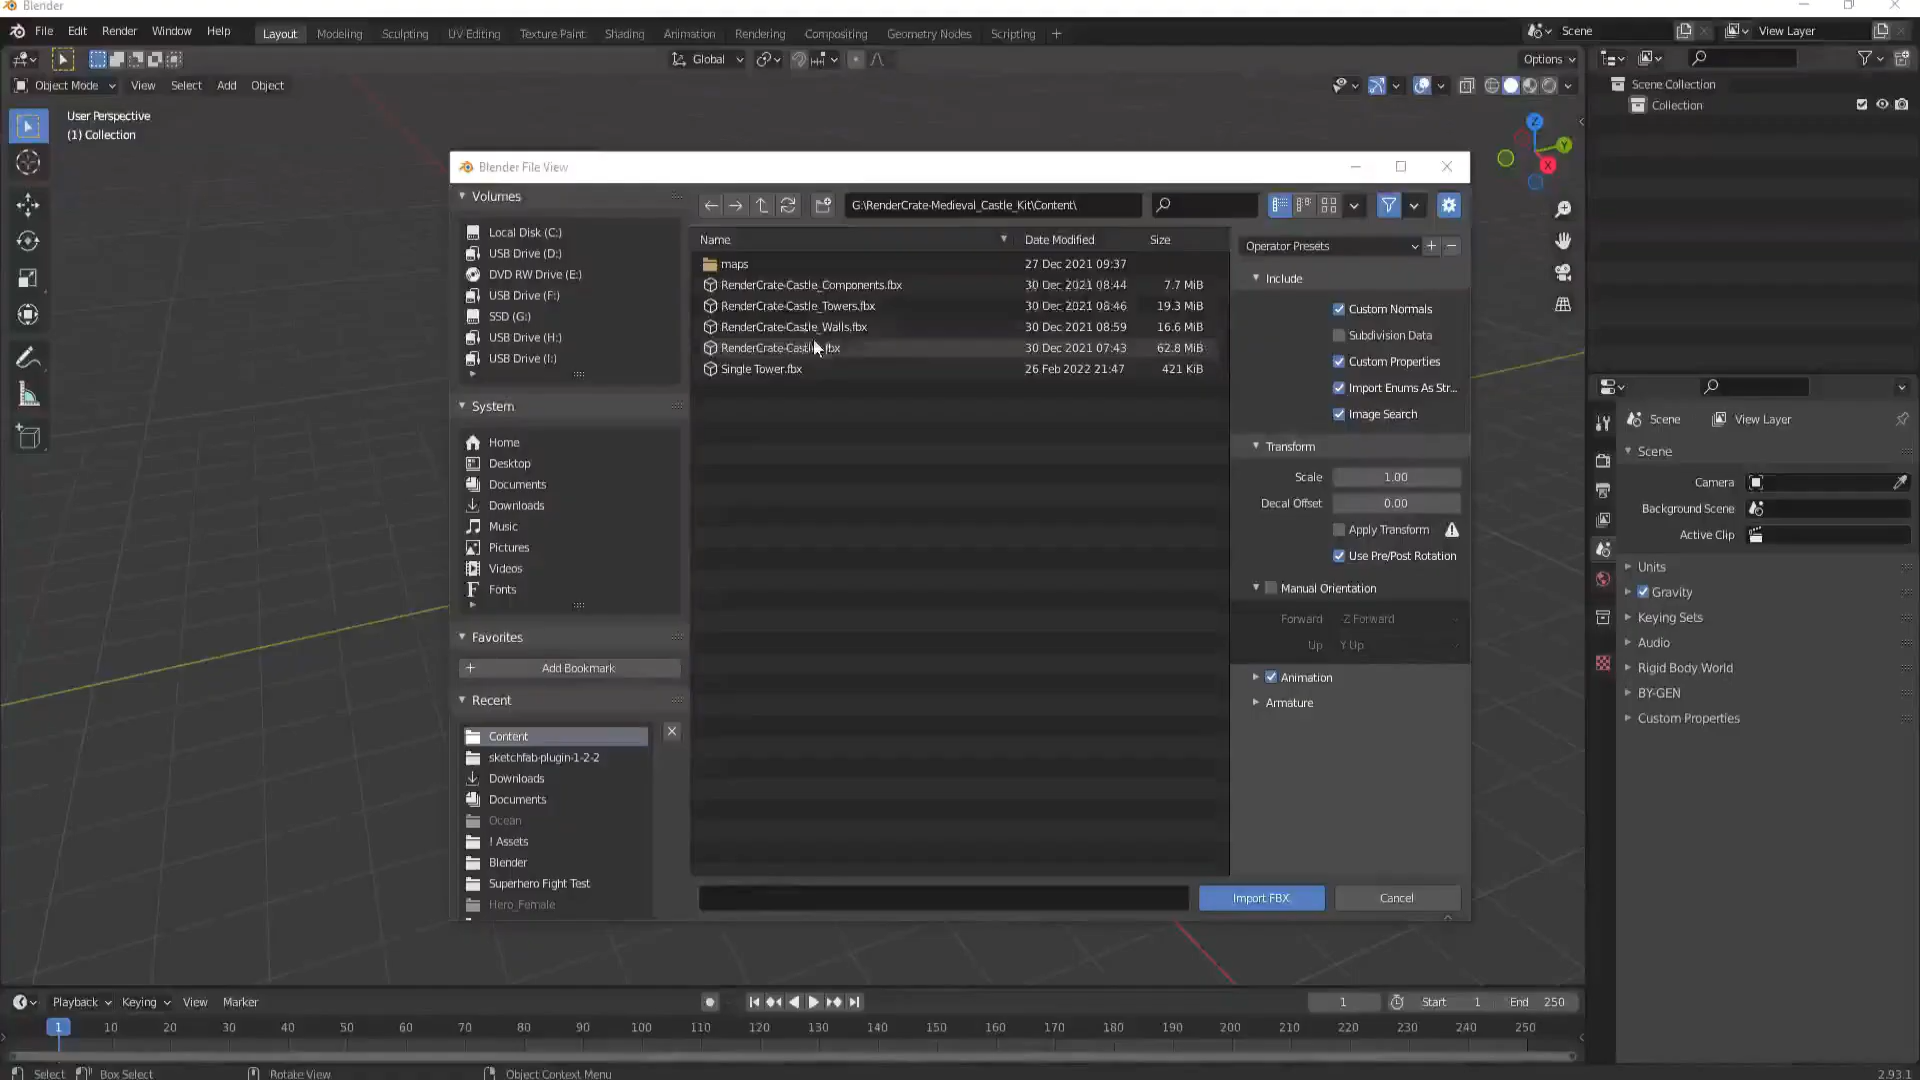 Blender
File Edit Render Window Help Layout Modeling Sculpting UV Editing Texture Paint Shading Animation Rendering Compositing Geometry Nodes Scripting + Scene View Layer
Global Options
Object Mode View Select Add Object
User Perspective
(1) Collection
Scene Collection
Collection
Z
Y
X
Blender File View
Volumes
Local Disk (C:)
USB Drive (D:)
DVD RW Drive (E:)
USB Drive (F:)
SSD (G:)
USB Drive (H:)
USB Drive (I:)
System
Home
Desktop
Documents
Downloads
Music
Pictures
Videos
Fonts
Favorites
Add Bookmark
Recent
Content
sketchfab-plugin-1-2-2
Downloads
Documents
Ocean
! Assets
Blender
Superhero Fight Test
Hero_Female
G:\RenderCrate-Medieval_Castle_Kit\Content\
Name Date Modified Size
maps 27 Dec 2021 09:37
RenderCrate-Castle_Components.fbx 30 Dec 2021 08:44 7.7 MiB
RenderCrate-Castle_Towers.fbx 30 Dec 2021 08:46 19.3 MiB
RenderCrate-Castle_Walls.fbx 30 Dec 2021 08:59 16.6 MiB
30 Dec 2021 07:43 62.8 MiB
Single Tower.fbx 26 Feb 2022 21:47 421 KiB
Operator Presets
Include
Custom Normals
Subdivision Data
Custom Properties
Import Enums As Str...
Image Search
Transform
Scale 1.00
Decal Offset 0.00
Apply Transform
Use Pre/Post Rotation
Manual Orientation
Forward -Z Forward
Up Y Up
Animation
Armature
Import FBX
Cancel
Scene View Layer
Scene
Camera
Background Scene
Active Clip
Units
Gravity
Keying Sets
Audio
Rigid Body World
BY-GEN
Custom Properties
Playback Keying View Marker 1 Start 1 End 250
1 10 20 30 40 50 60 70 80 90 100 110 120 130 140 150 160 170 180 190 200 210 220 230 240 250
Select Box Select Rotate View Object Context Menu 2.93.1